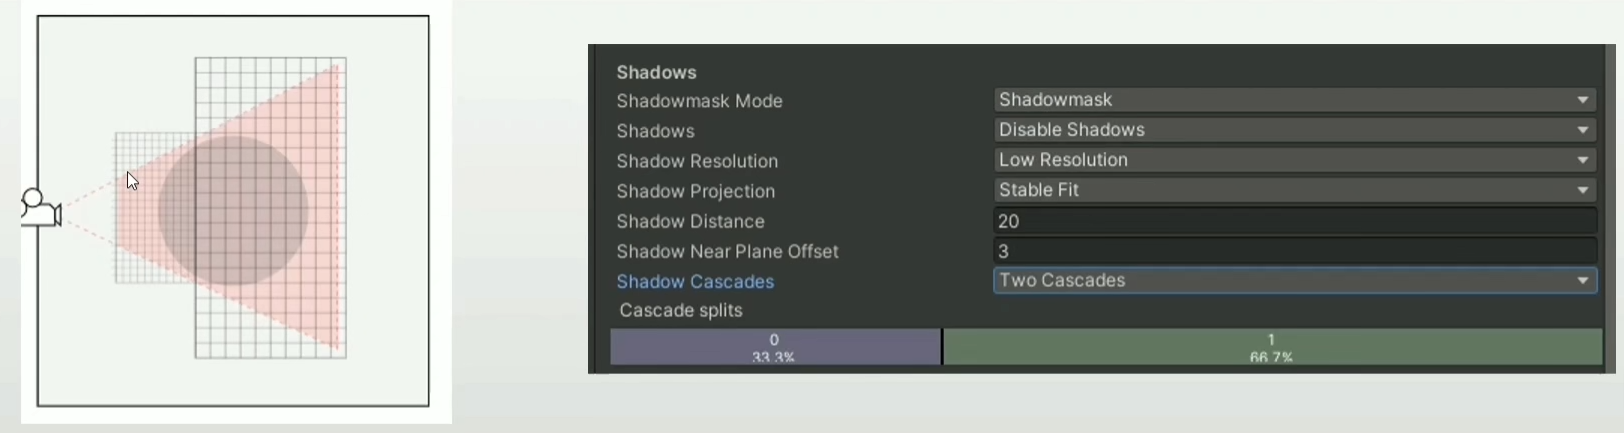 Shadows
Shadowmask Mode Shadowmask
Shadows Disable Shadows
Shadow Resolution Low Resolution
Shadow Projection Stable Fit
Shadow Distance 20
Shadow Near Plane Offset 3
Shadow Cascades Two Cascades
Cascade splits
0 1
33.3% 66.7%